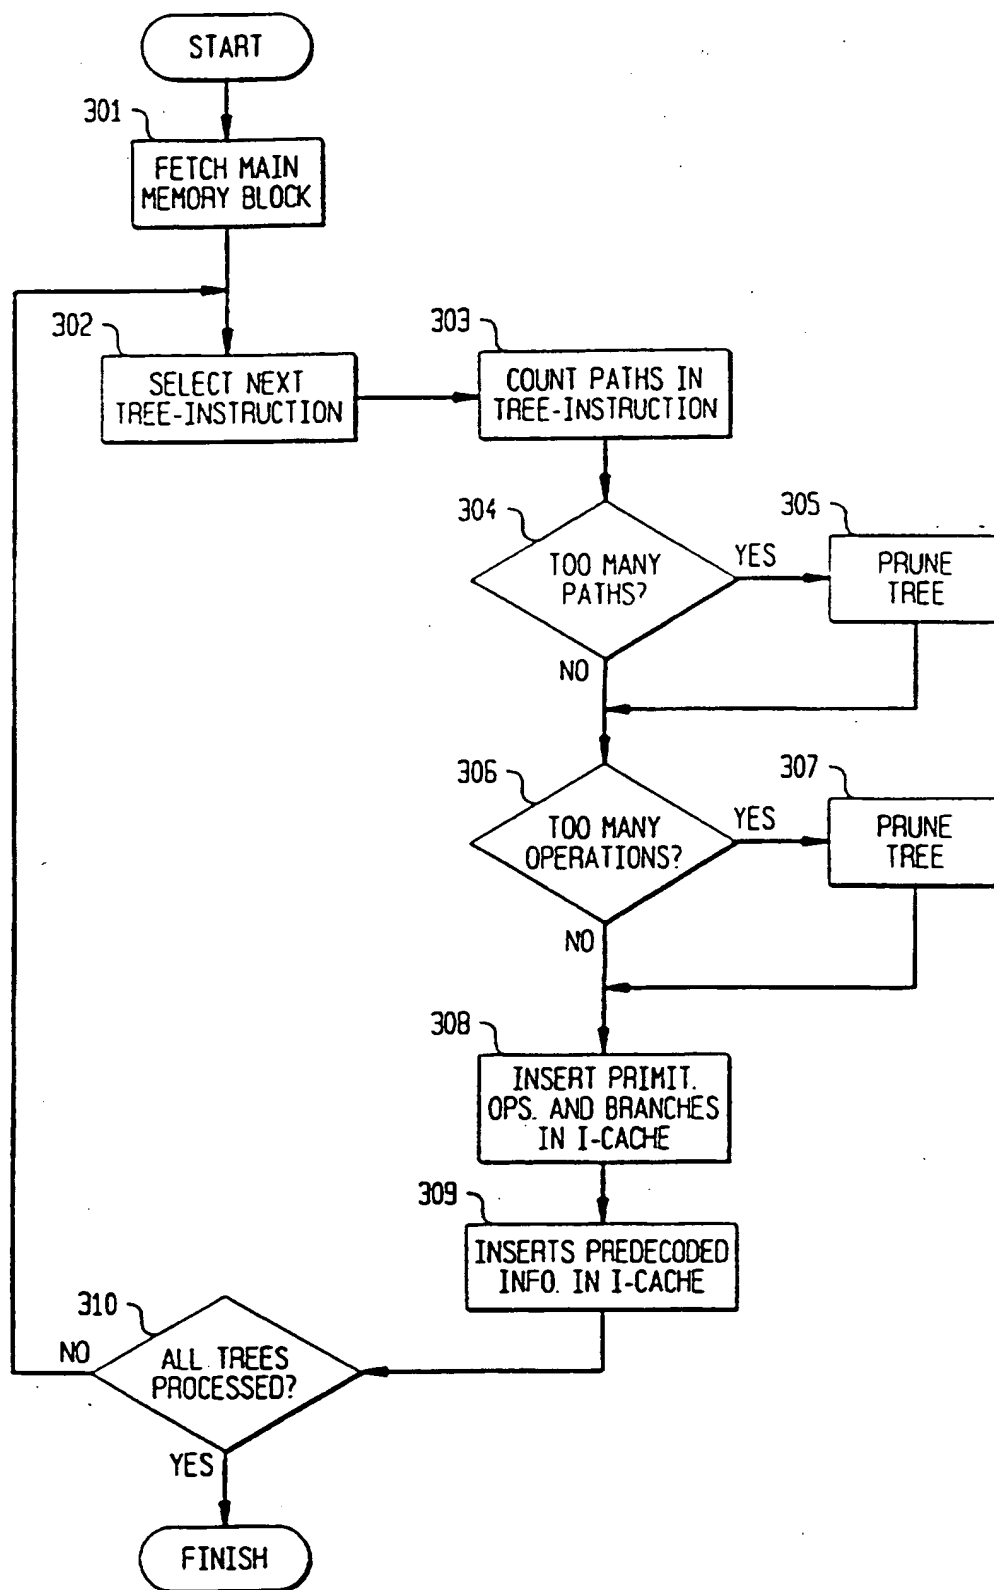 START
301
FETCH MAIN
MEMORY BLOCK
302
SELECT NEXT
TREE-INSTRUCTION
303
COUNT PATHS IN
TREE-INSTRUCTION
304
TOO MANY
PATHS?
YES
NO
305
PRUNE
TREE
306
TOO MANY
OPERATIONS?
YES
NO
307
PRUNE
TREE
308
INSERT PRIMIT.
OPS. AND BRANCHES
IN I-CACHE
309
INSERTS PREDECODED
INFO. IN I-CACHE
310
NO
ALL TREES
PROCESSED?
YES
FINISH